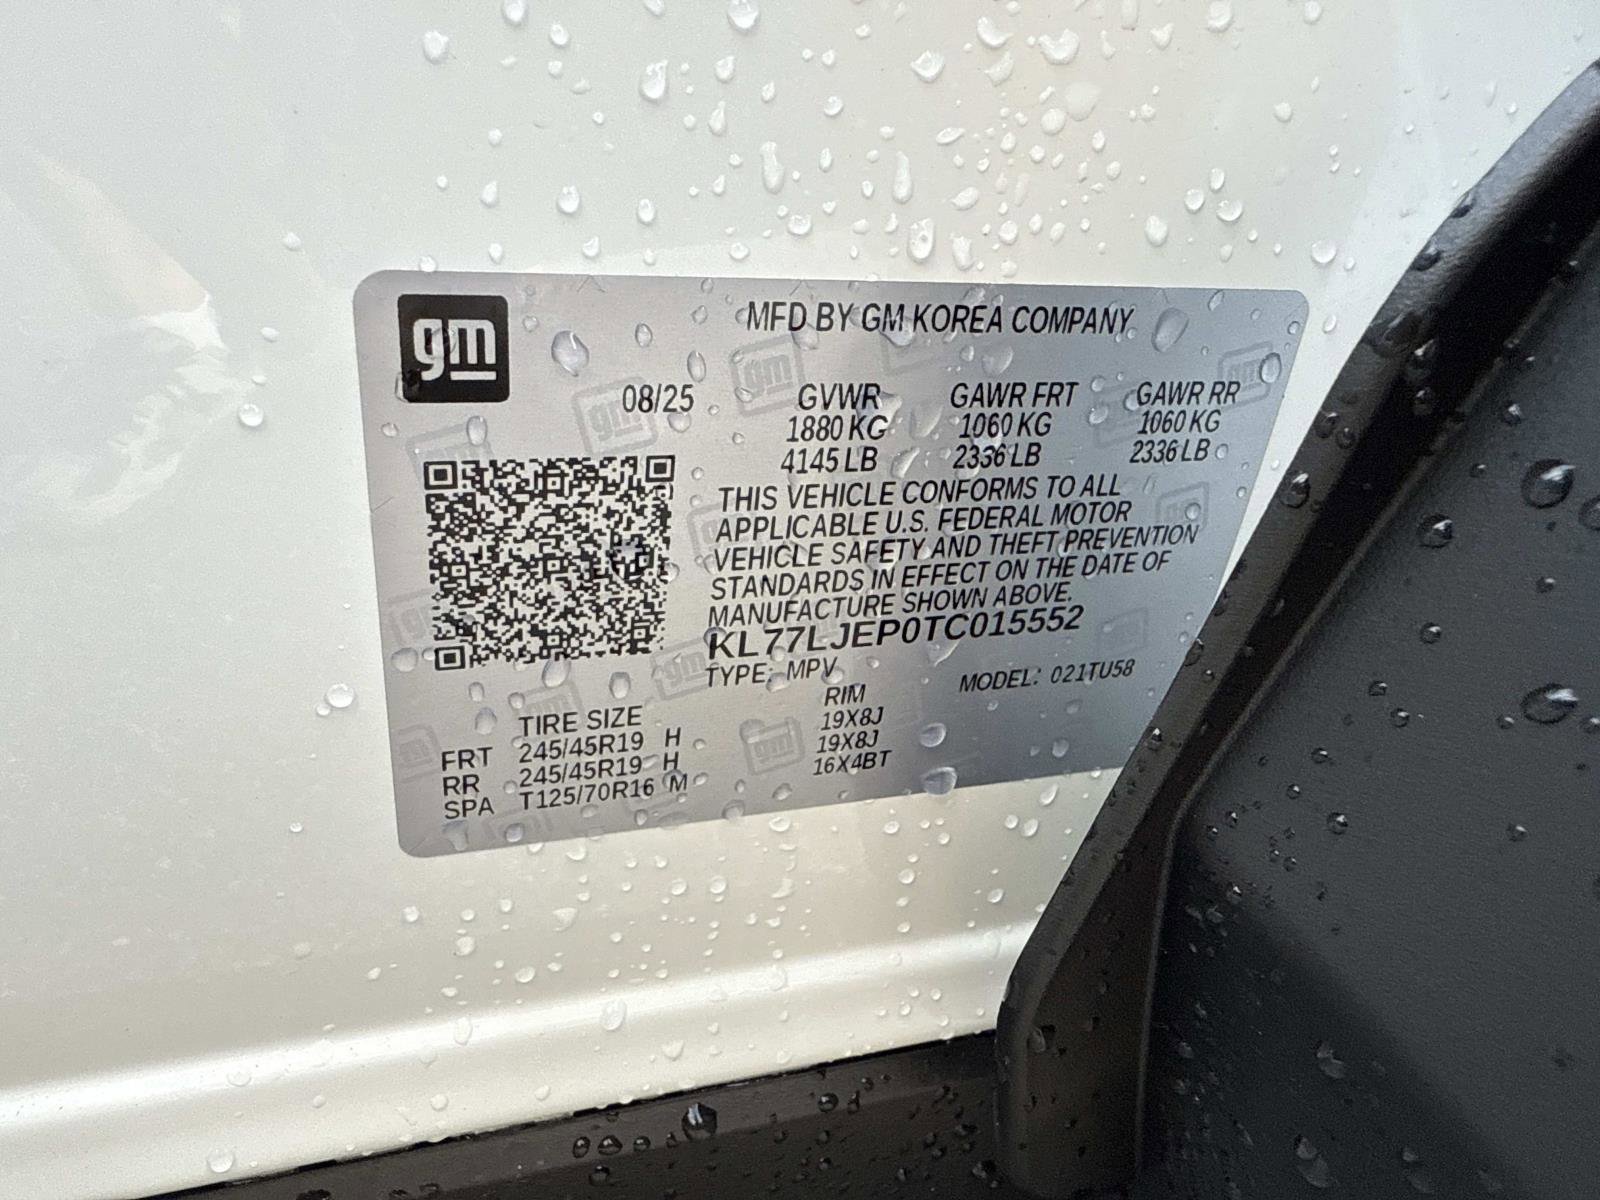 gm
MFD BY GM KOREA COMPANY
08/25 GVWR GAWR FRT GAWR RR
1880 KG 1060 KG 1060 KG
4145 LB 2336 LB 2336 LB
THIS VEHICLE CONFORMS TO ALL
APPLICABLE U.S. FEDERAL MOTOR
VEHICLE SAFETY AND THEFT PREVENTION
STANDARDS IN EFFECT ON THE DATE OF
MANUFACTURE SHOWN ABOVE.
KL77LJEP0TC015552
TYPE: MPV MODEL: 021TU58
TIRE SIZE RIM
FRT 245/45R19 H 19X8J
RR 245/45R19 H 19X8J
SPA T125/70R16 M 16X4BT